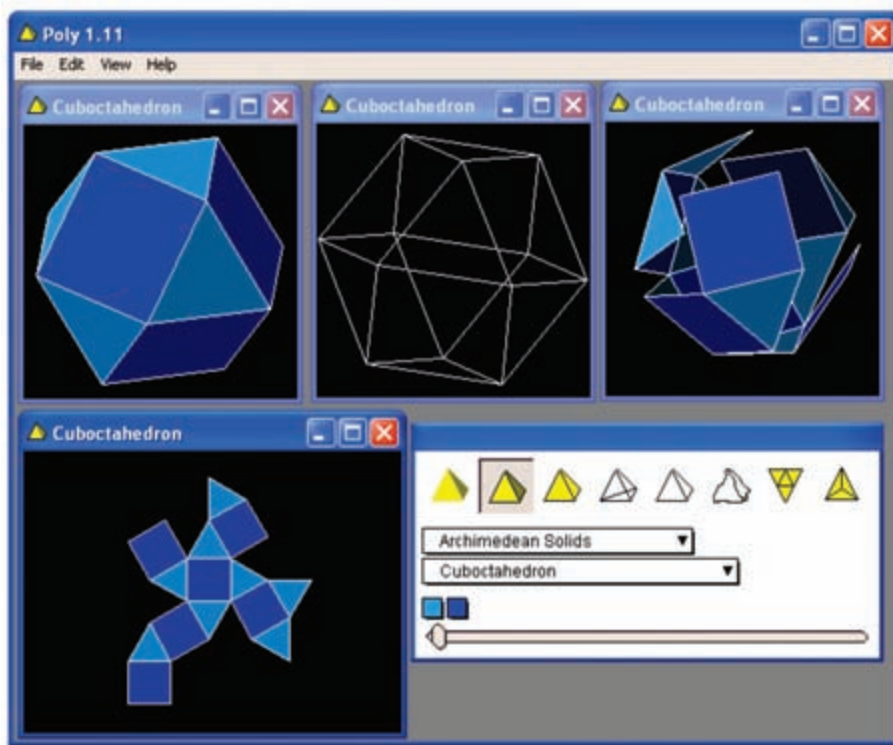 Poly 1.11
File Edit View Help
Cuboctahedron
Cuboctahedron
Cuboctahedron
Cuboctahedron
Archimedean Solids
Cuboctahedron